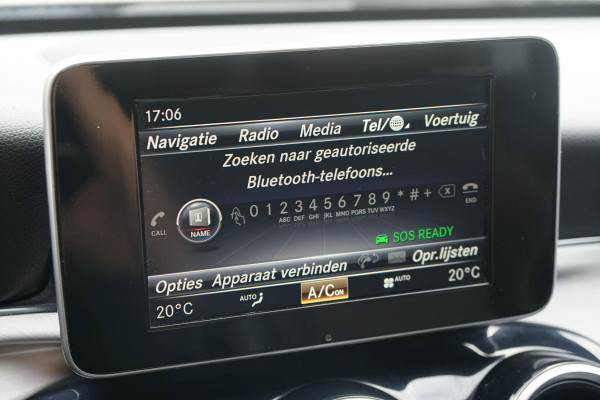 17:06
Navigatie Radio Media Tel/ Voertuig
Zoeken naar geautoriseerde
Bluetooth-telefoons...
CALL NAME 0 1 2 3 4 5 6 7 8 9 * # + END
ABC DEF GHI JKL MNO PQRS TUV WXYZ
SOS READY
Opties Apparaat verbinden Opr.lijsten
20°C AUTO A/C ON AUTO 20°C